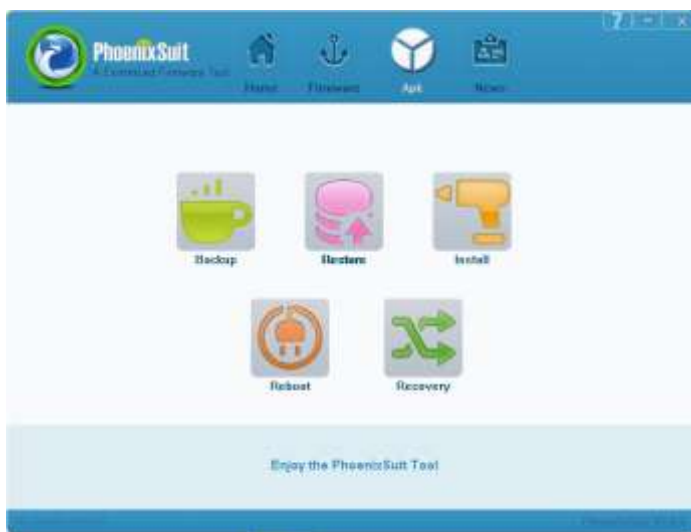 PhoenixSuit
Home Firmware Apk News
Backup Restore Install
Reboot Recovery
Enjoy the PhoenixSuit Tool